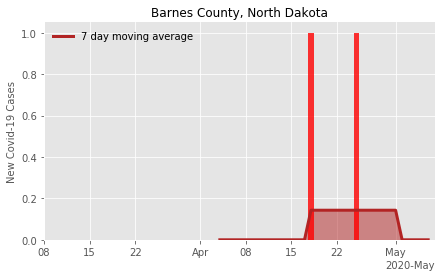 Barnes County, North Dakota
7 day moving average
New Covid-19 Cases
1.0
0.8
0.6
0.4
0.2
0.0
08 15 22 Apr 08 15 22 May
2020-May